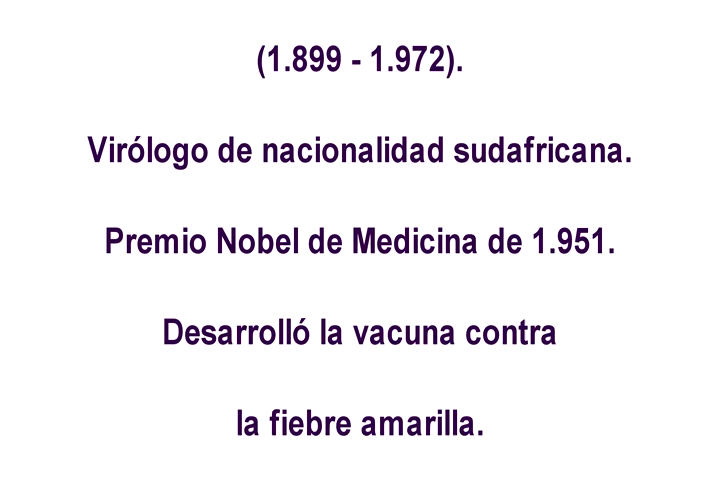 (1.899 - 1.972).
Virólogo de nacionalidad sudafricana.
Premio Nobel de Medicina de 1.951.
Desarrolló la vacuna contra
la fiebre amarilla.